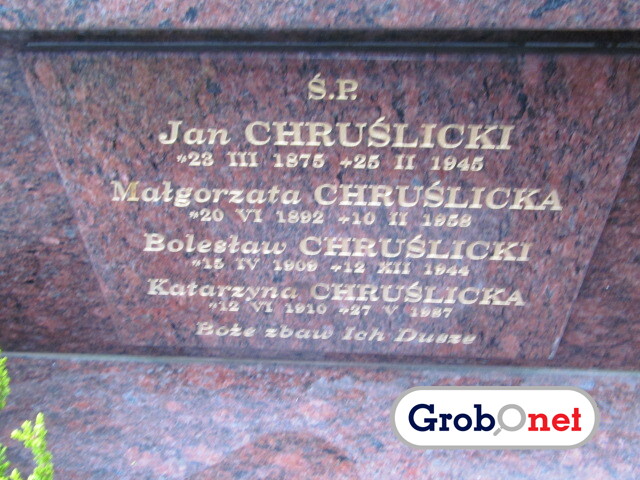 Ś.P.
Jan CHRUŚLICKI
*23 III 1875 +25 II 1945
Małgorzata CHRUŚLICKA
*20 VI 1892 +10 II 1958
Bolesław CHRUŚLICKI
*15 IV 1909 +12 XII 1944
Katarzyna CHRUŚLICKA
*12 VI 1910 +27 V 1987
Boże zbaw Ich Dusze
Grobonet